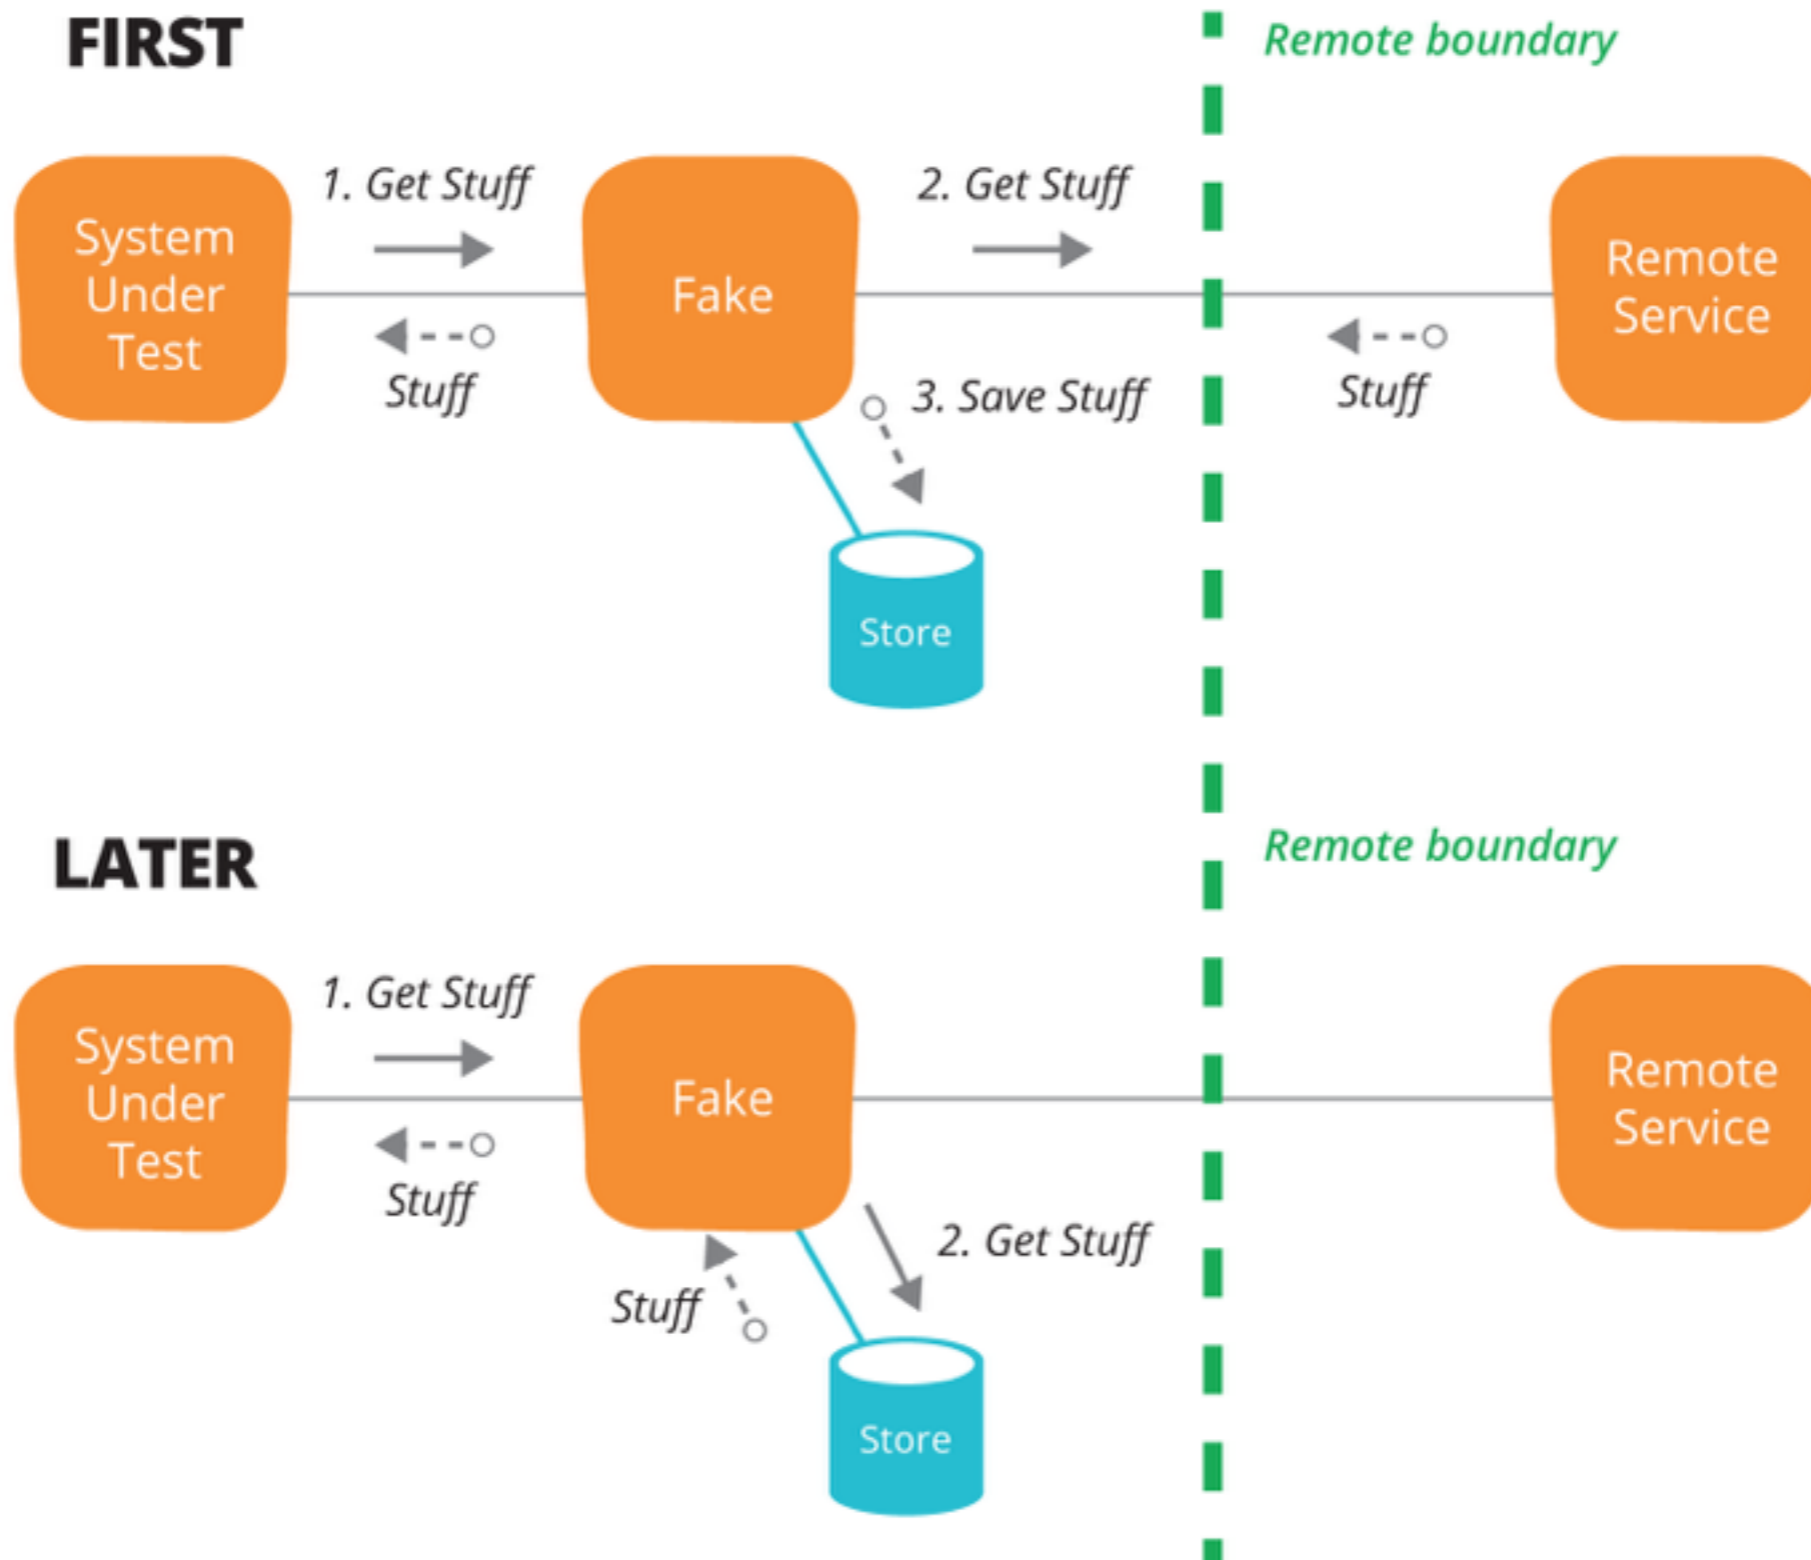 FIRST
Remote boundary
1. Get Stuff
2. Get Stuff
System
Under
Test
Fake
Remote
Service
Stuff
3. Save Stuff
Stuff
Store
LATER
Remote boundary
1. Get Stuff
System
Under
Test
Fake
Remote
Service
Stuff
2. Get Stuff
Stuff
Store